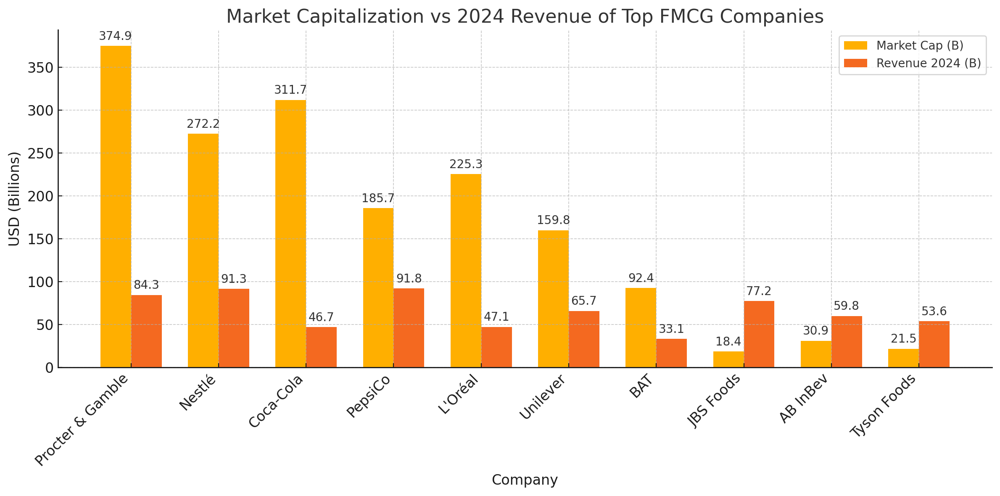 Market Capitalization vs 2024 Revenue of Top FMCG Companies
Market Cap (B)
Revenue 2024 (B)
USD (Billions)
350
300
250
200
150
100
50
0
374.9
84.3
272.2
91.3
311.7
46.7
185.7
91.8
225.3
47.1
159.8
65.7
92.4
33.1
18.4
77.2
30.9
59.8
21.5
53.6
Procter & Gamble
Nestlé
Coca-Cola
PepsiCo
L'Oréal
Unilever
BAT
JBS Foods
AB InBev
Tyson Foods
Company